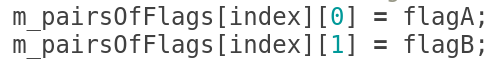 m_pairsOfFlags[index][0] = flagA;
m_pairsOfFlags[index][1] = flagB;